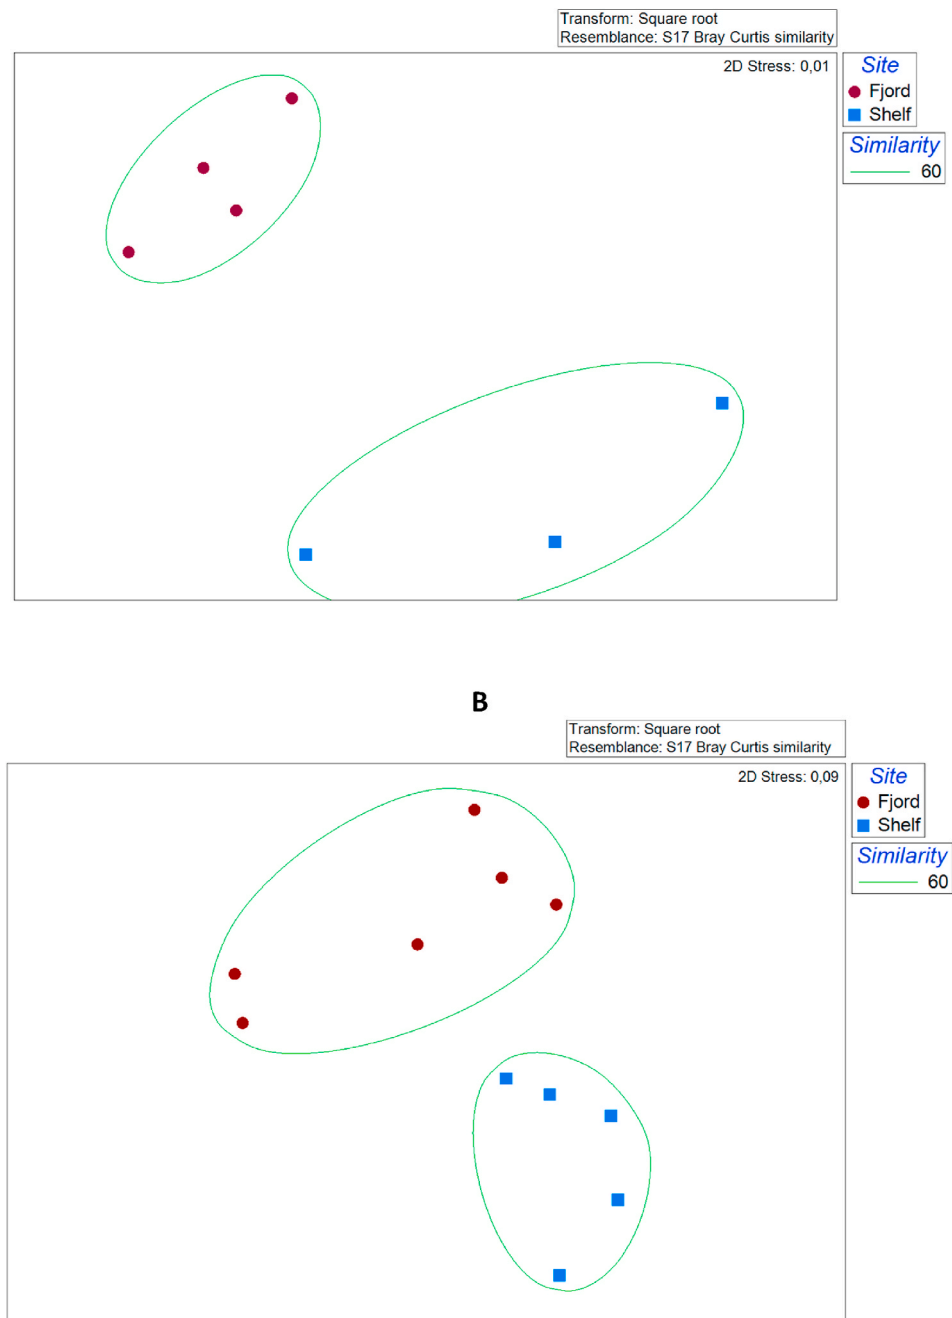 Transform: Square root
Resemblance: S17 Bray Curtis similarity
2D Stress: 0,01
Site
Fjord
Shelf
Similarity
60
B
Transform: Square root
Resemblance: S17 Bray Curtis similarity
2D Stress: 0,09
Site
Fjord
Shelf
Similarity
60